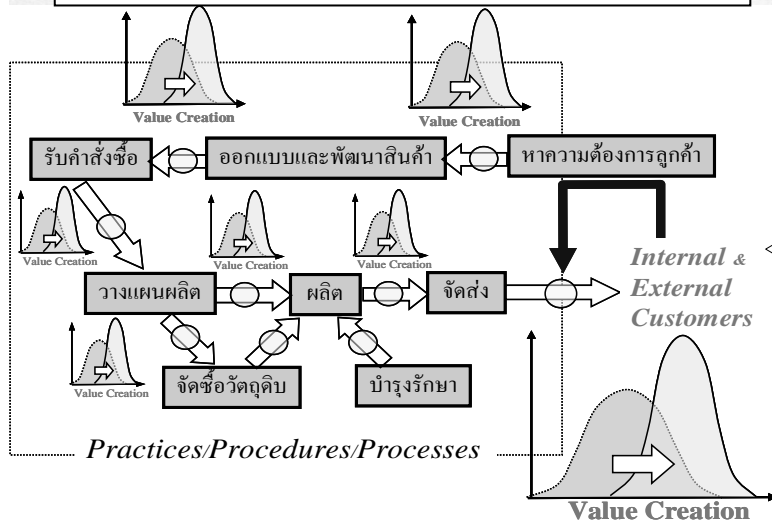 Value Creation
Value Creation
รับคำสั่งซื้อ
ออกแบบและพัฒนาสินค้า
หาความต้องการลูกค้า
Value Creation
Value Creation
Value Creation
Internal &
External
Customers
วางแผนผลิต
ผลิต
จัดส่ง
Value Creation
จัดซื้อวัตถุดิบ
บำรุงรักษา
Practices/Procedures/Processes
Value Creation